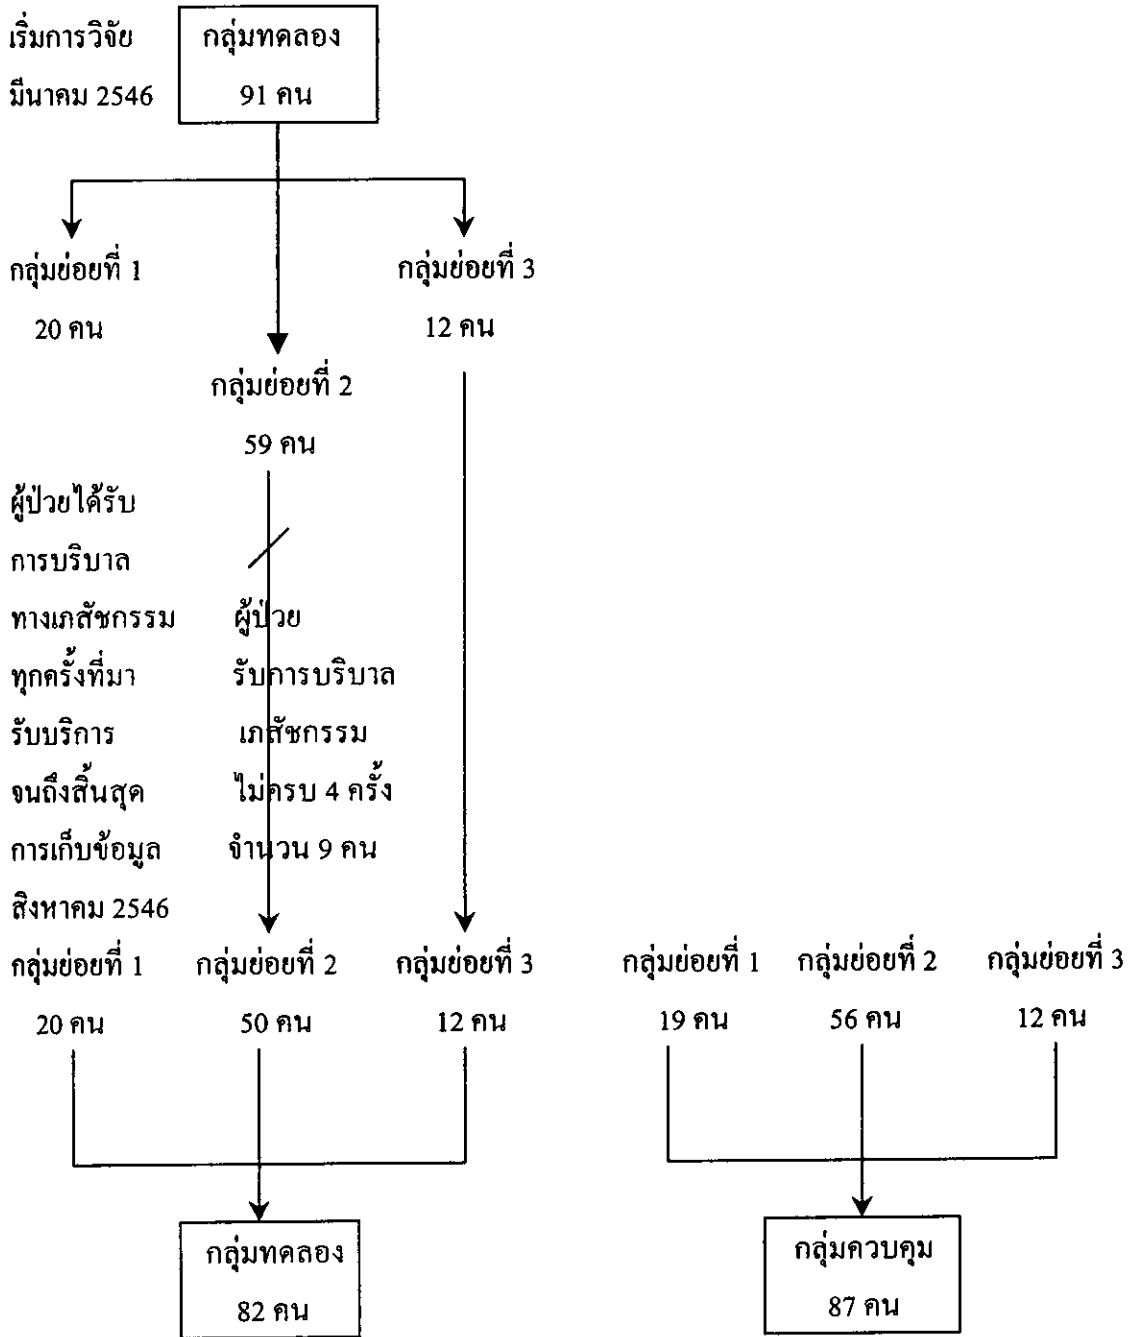 เริ่มการวิจัย
มีนาคม 2546
กลุ่มทดลอง
91 คน
กลุ่มย่อยที่ 1
20 คน
กลุ่มย่อยที่ 3
12 คน
กลุ่มย่อยที่ 2
59 คน
ผู้ป่วยได้รับ
การบริบาล
ทางเภสัชกรรม
ทุกครั้งที่มา
รับบริการ
จนถึงสิ้นสุด
การเก็บข้อมูล
สิงหาคม 2546
ผู้ป่วย
รับการบริบาล
เภสัชกรรม
ไม่ครบ 4 ครั้ง
จำนวน 9 คน
กลุ่มย่อยที่ 1
20 คน
กลุ่มย่อยที่ 2
50 คน
กลุ่มย่อยที่ 3
12 คน
กลุ่มย่อยที่ 1
19 คน
กลุ่มย่อยที่ 2
56 คน
กลุ่มย่อยที่ 3
12 คน
กลุ่มทดลอง
82 คน
กลุ่มควบคุม
87 คน